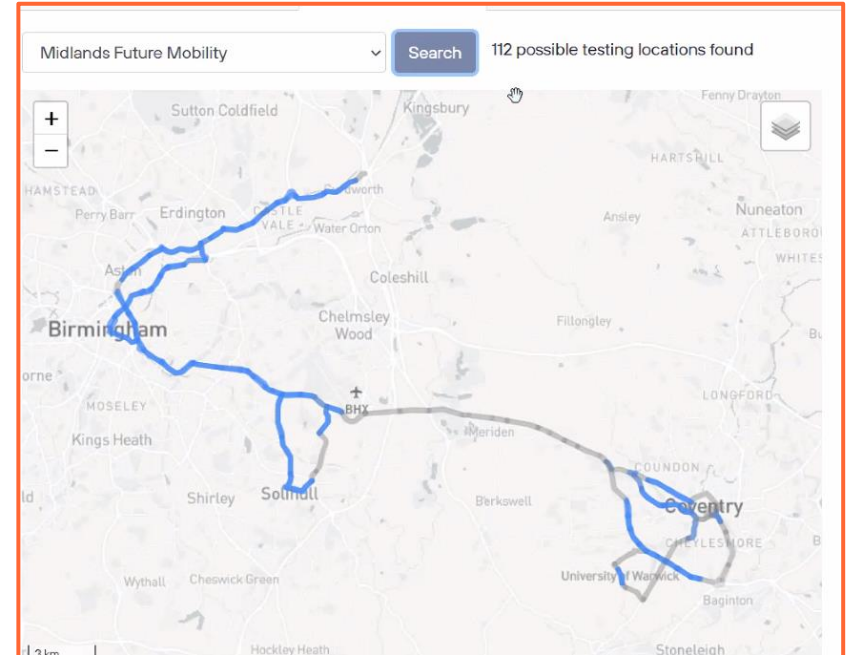 Midlands Future Mobility
Search
112 possible testing locations found
+
−
Sutton Coldfield
Kingsbury
Fenny Drayton
HARTSHILL
HAMSTEAD
Perry Barr
Erdington
CASTLE
VALE
Water Orton
Ansley
Nuneaton
Aston
Coleshill
Birmingham
Chelmsley
Wood
Fillongley
BHX
LONGFORD
MOSELEY
Kings Heath
Meriden
COUNDON
Shirley
Solihull
Berkswell
Coventry
CHEYLESMORE
University of Warwick
Wythall
Cheswick Green
Baginton
3 km
Hockley Heath
Stoneleigh